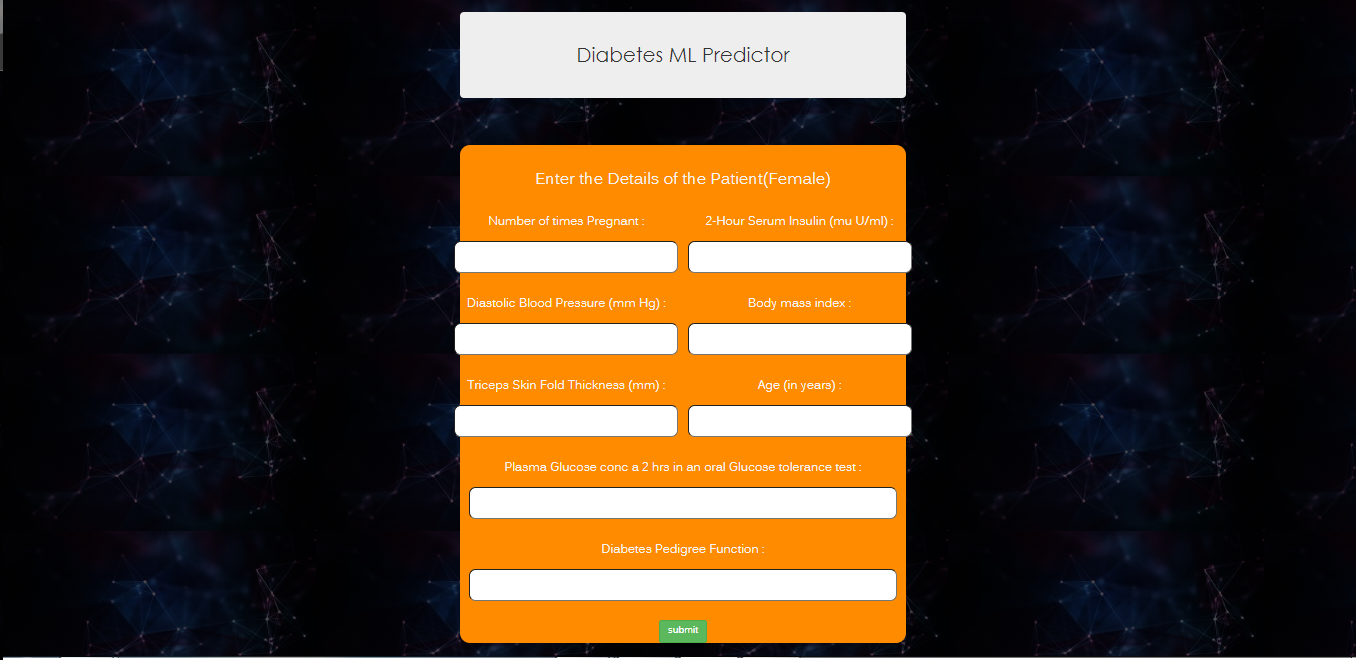 Diabetes ML Predictor
Enter the Details of the Patient(Female)
Number of times Pregnant :
2-Hour Serum Insulin (mu U/ml) :
Diastolic Blood Pressure (mm Hg) :
Body mass index :
Triceps Skin Fold Thickness (mm) :
Age (in years) :
Plasma Glucose conc a 2 hrs in an oral Glucose tolerance test :
Diabetes Pedigree Function :
submit